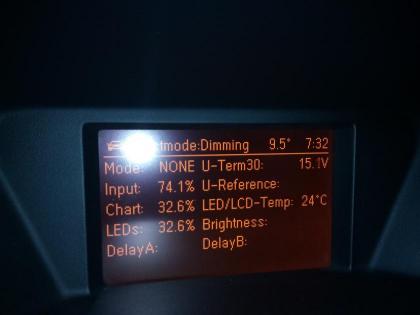 tmode:Dimming 9.5° 7:32
Mode: NONE U-Term30: 15.1V
Input: 74.1% U-Reference:
Chart: 32.6% LED/LCD-Temp: 24°C
LEDs: 32.6% Brightness:
DelayA: DelayB: